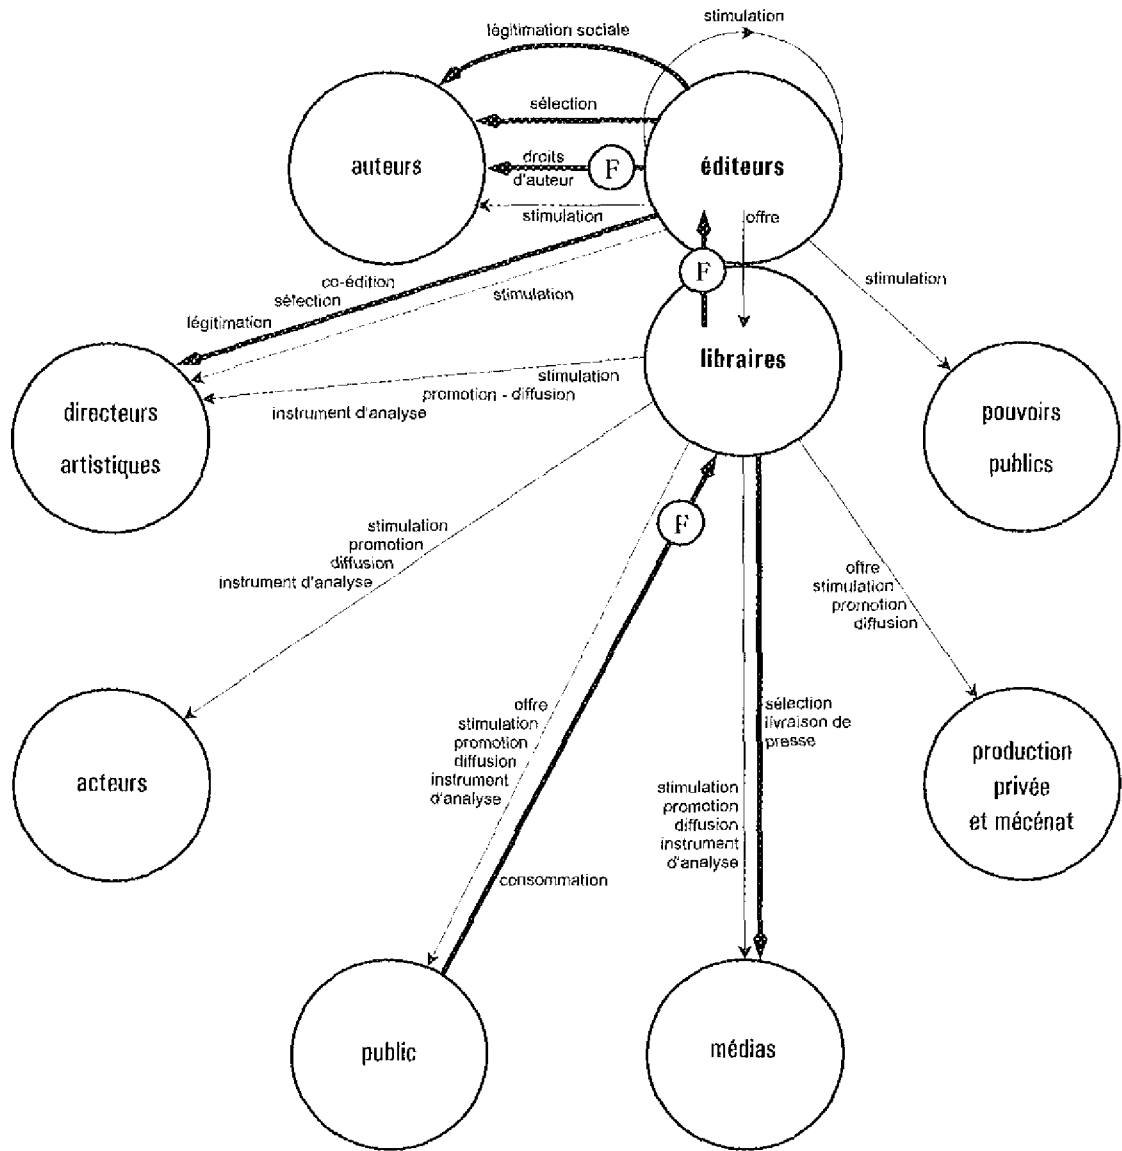 stimulation
légitimation sociale
sélection
auteurs
droits
F
d'auteur
éditeurs
stimulation
offre
F
co-édition
sélection
légitimation
stimulation
stimulation
libraires
stimulation
promotion - diffusion
instrument d'analyse
directeurs
artistiques
pouvoirs
publics
F
stimulation
promotion
diffusion
instrument d'analyse
offre
stimulation
promotion
diffusion
offre
stimulation
promotion
diffusion
instrument
d'analyse
sélection
livraison de
presse
stimulation
promotion
diffusion
instrument
d'analyse
acteurs
production
privée
et mécénat
consommation
public
médias